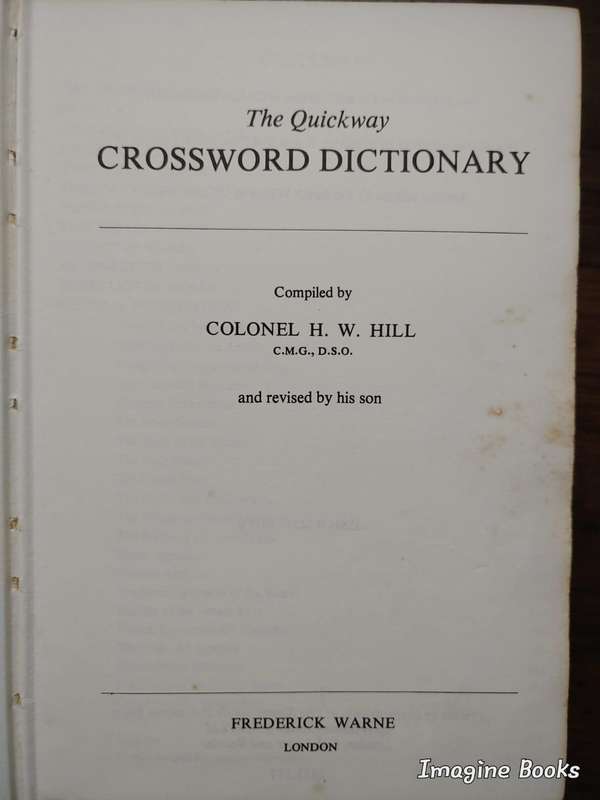 The Quickway
CROSSWORD DICTIONARY
Compiled by
COLONEL H. W. HILL
C.M.G., D.S.O.
and revised by his son
FREDERICK WARNE
LONDON
Imagine Books